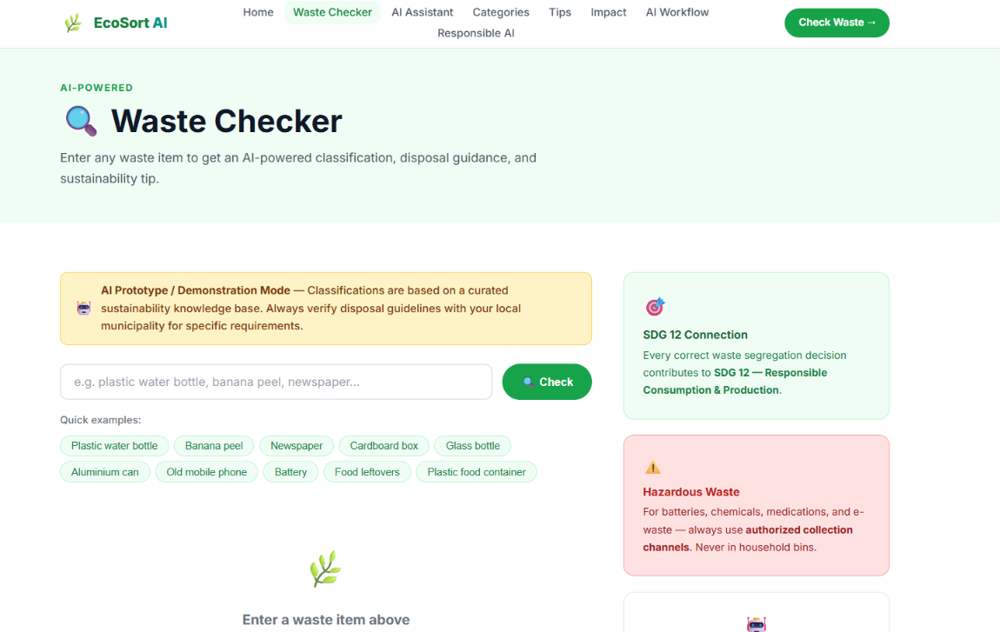 EcoSort AI
Home Waste Checker AI Assistant Categories Tips Impact AI Workflow
Responsible AI
Check Waste →
AI-POWERED
Waste Checker
Enter any waste item to get an AI-powered classification, disposal guidance, and
sustainability tip.
AI Prototype / Demonstration Mode — Classifications are based on a curated
sustainability knowledge base. Always verify disposal guidelines with your local
municipality for specific requirements.
e.g. plastic water bottle, banana peel, newspaper...
Check
Quick examples:
Plastic water bottle Banana peel Newspaper Cardboard box Glass bottle
Aluminium can Old mobile phone Battery Food leftovers Plastic food container
Enter a waste item above
SDG 12 Connection
Every correct waste segregation decision
contributes to SDG 12 — Responsible
Consumption & Production.
Hazardous Waste
For batteries, chemicals, medications, and e-
waste — always use authorized collection
channels. Never in household bins.